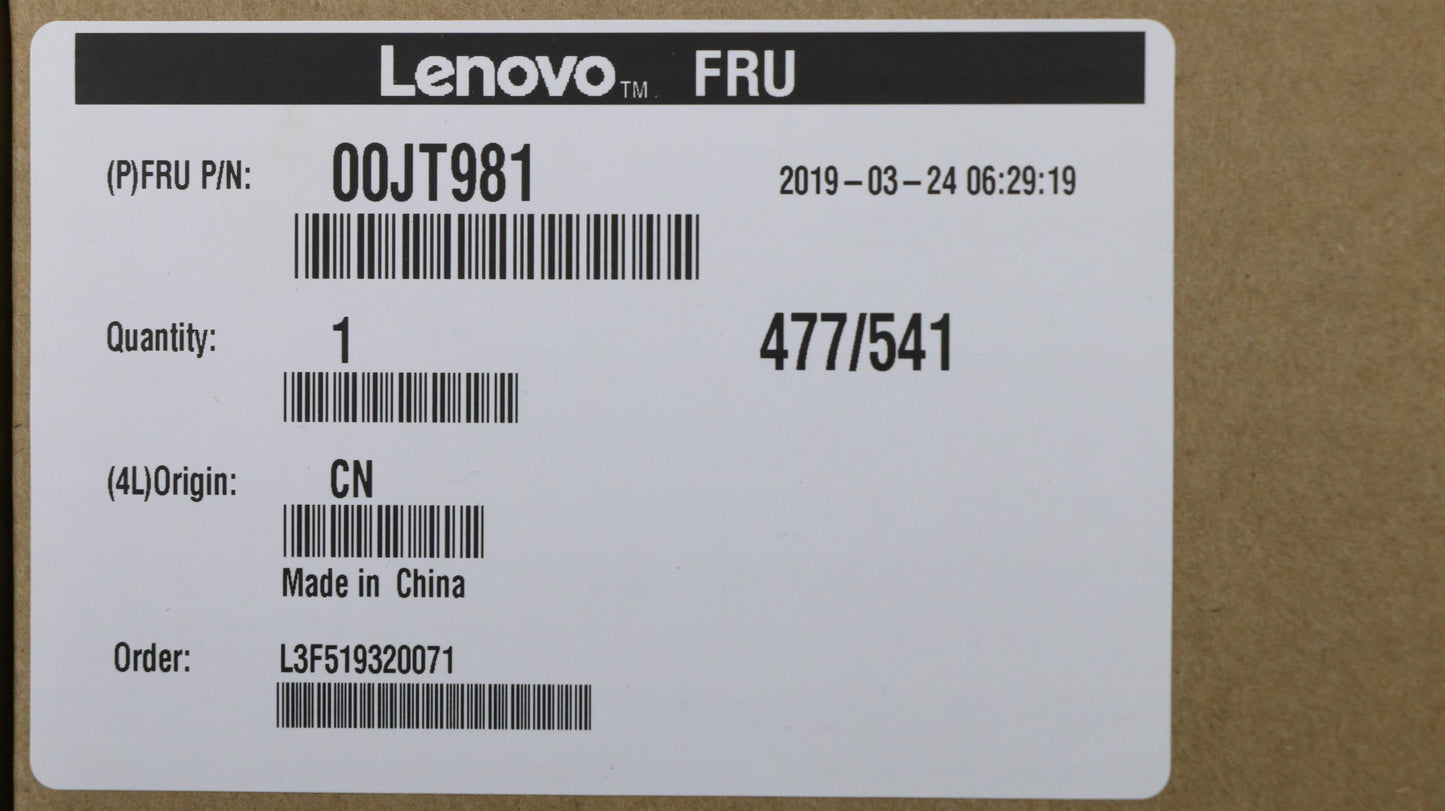 Lenovo™. FRU
(P)FRU P/N: 00JT981 2019-03-24 06:29:19
Quantity: 1 477/541
(4L)Origin: CN
Made in China
Order: L3F519320071